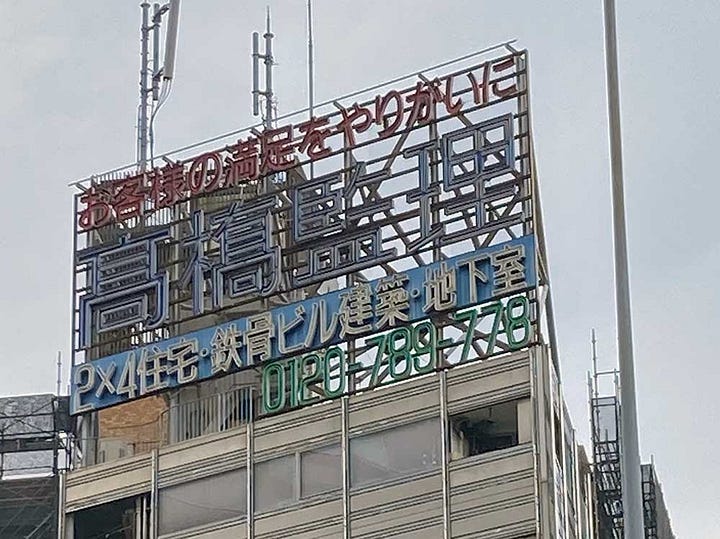 お客様の満足をやりがいに
髙橋監理
2×4住宅・鉄骨ビル建築・地下室
0120-789-778